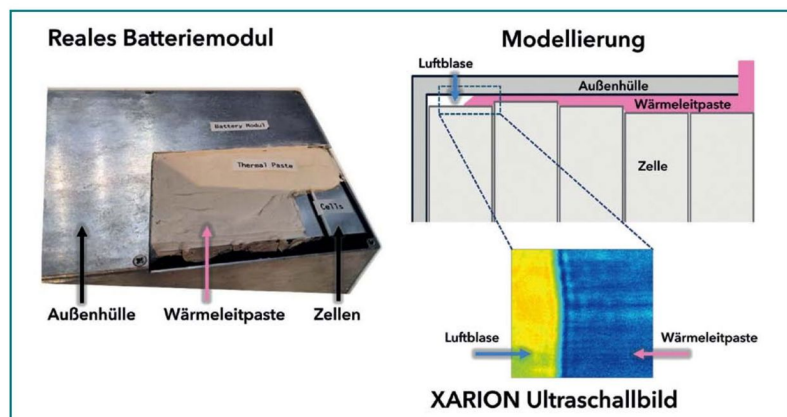 Reales Batteriemodul
Battery Modul
Thermal Paste
Cells
Außenhülle
Wärmeleitpaste
Zellen
Modellierung
Luftblase
Außenhülle
Wärmeleitpaste
Zelle
Luftblase
Wärmeleitpaste
XARION Ultraschallbild